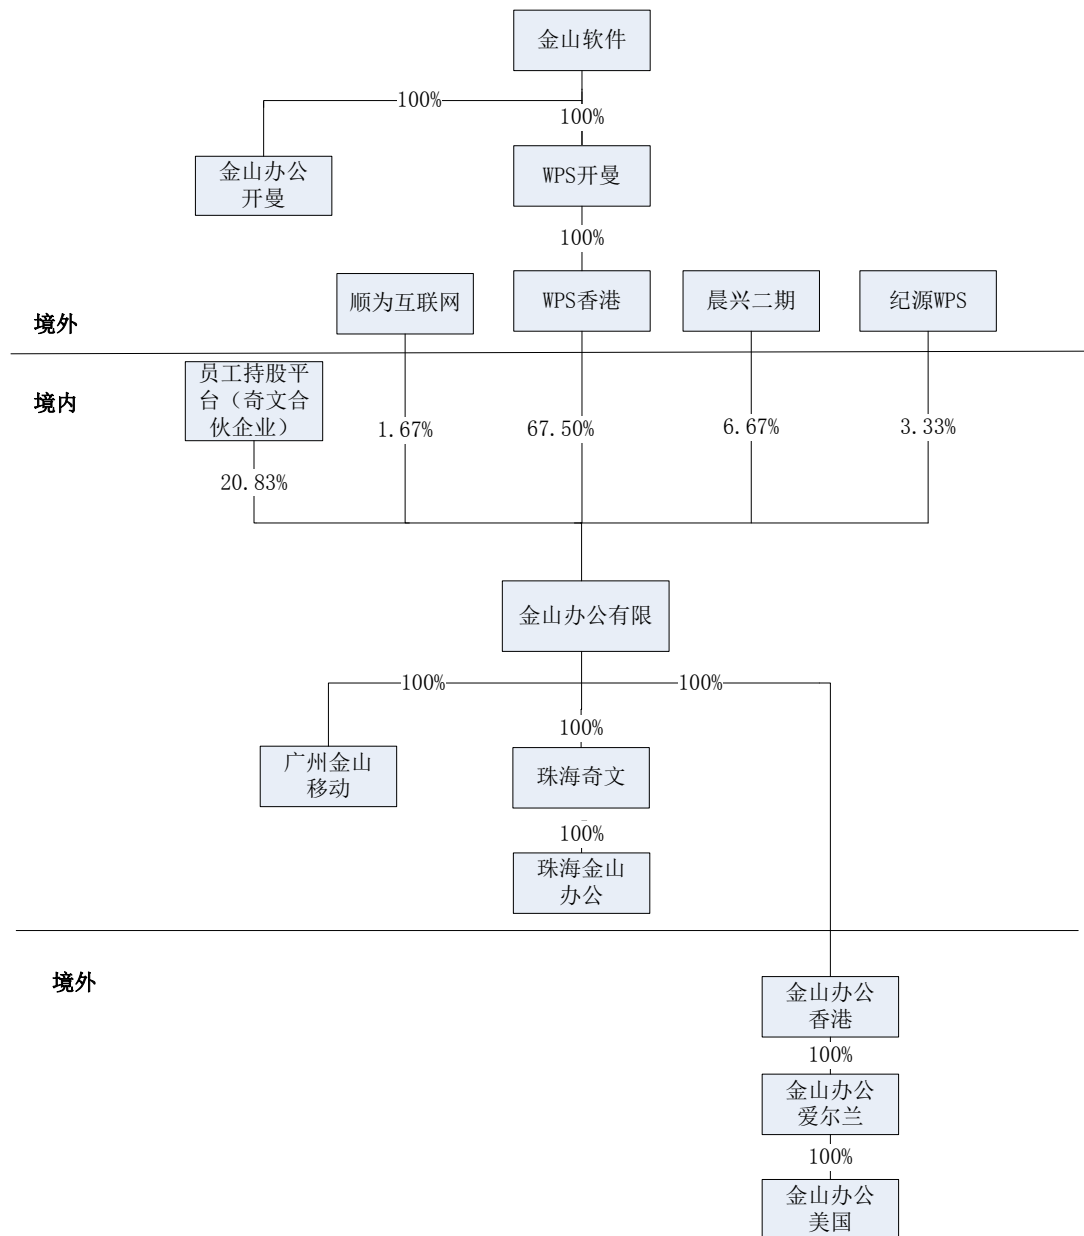 金山软件
100%
100%
金山办公
开曼
WPS开曼
100%
顺为互联网
WPS香港
晨兴二期
纪源WPS
境外
境内
员工持股平
台（奇文合
伙企业）
1.67%
67.50%
6.67%
3.33%
20.83%
金山办公有限
100%
100%
100%
广州金山
移动
珠海奇文
100%
珠海金山
办公
境外
金山办公
香港
100%
金山办公
爱尔兰
100%
金山办公
美国